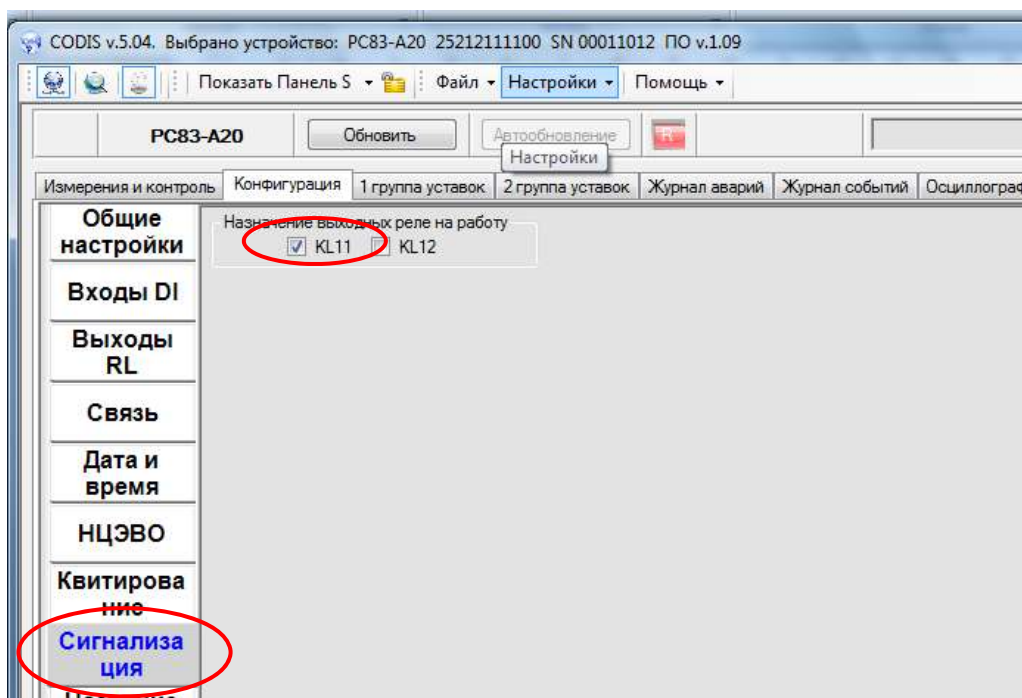 CODIS v.5.04. Выбрано устройство: РС83-А20 25212111100 SN 00011012 ПО v.1.09
Показать Панель S Файл Настройки Помощь
РС83-А20 Обновить Автообновление R
Настройки
Измерения и контроль Конфигурация 1 группа уставок 2 группа уставок Журнал аварий Журнал событий Осциллограф
Общие
настройки
Назначение выходных реле на работу
KL11 KL12
Входы DI
Выходы
RL
Связь
Дата и
время
НЦЭВО
Квитирова
ние
Сигнализа
ция